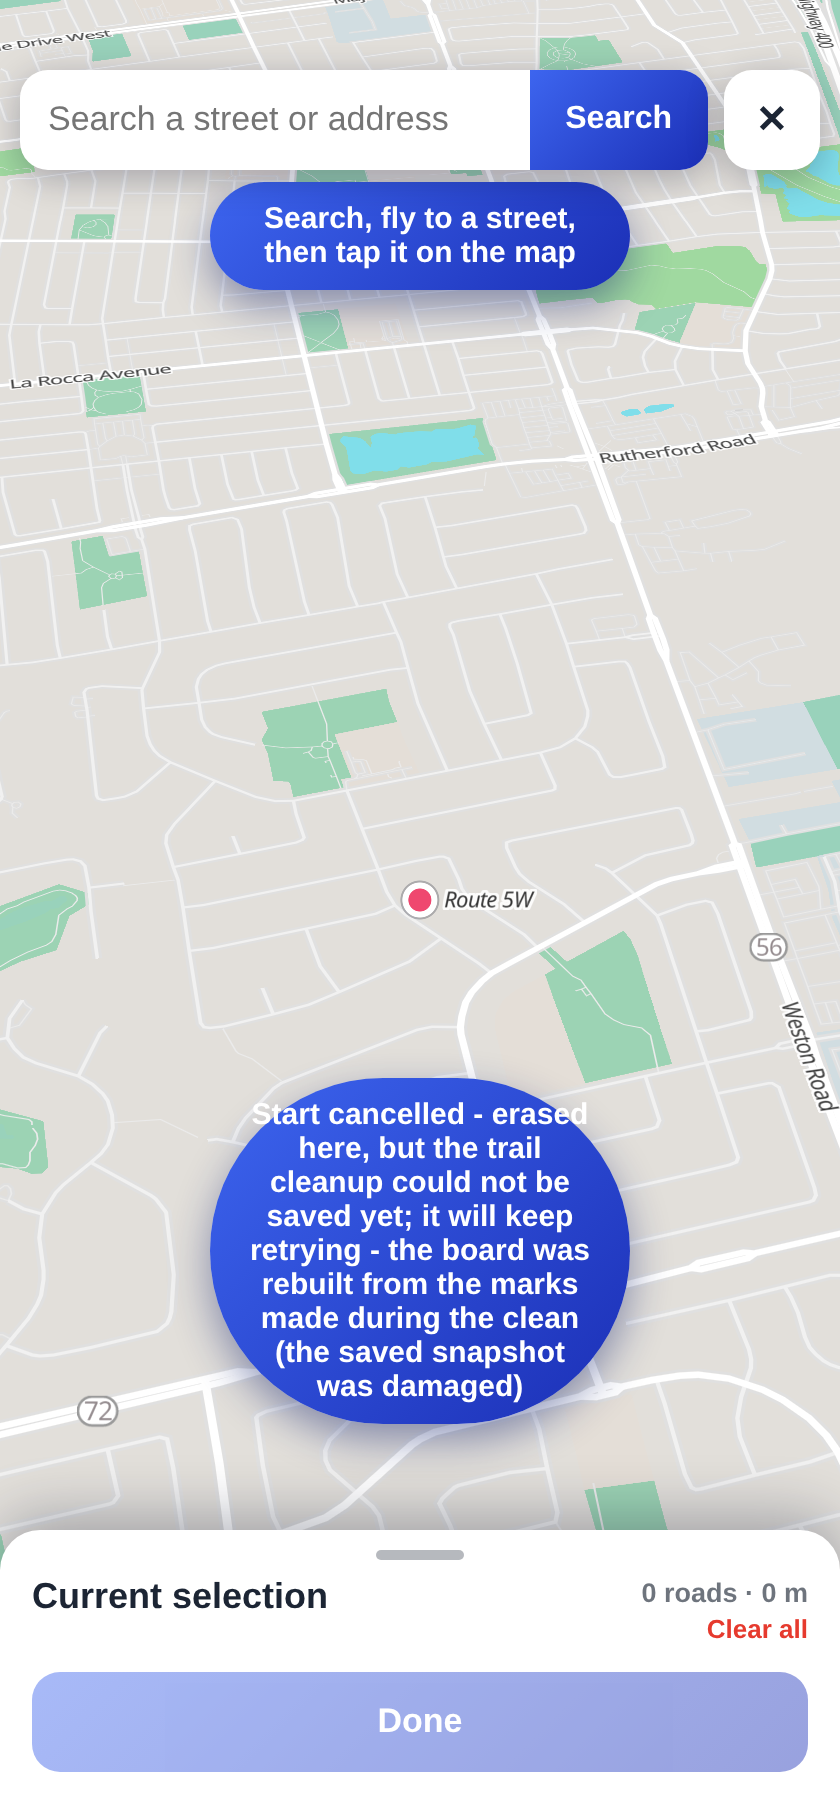 e Drive West
Highway 400
Search a street or address
Search
✕
Search, fly to a street,
then tap it on the map
La Rocca Avenue
Rutherford Road
Route 5W
56
Weston Road
Start cancelled - erased
here, but the trail
cleanup could not be
saved yet; it will keep
retrying - the board was
rebuilt from the marks
made during the clean
(the saved snapshot
was damaged)
72
Current selection
0 roads · 0 m
Clear all
Done